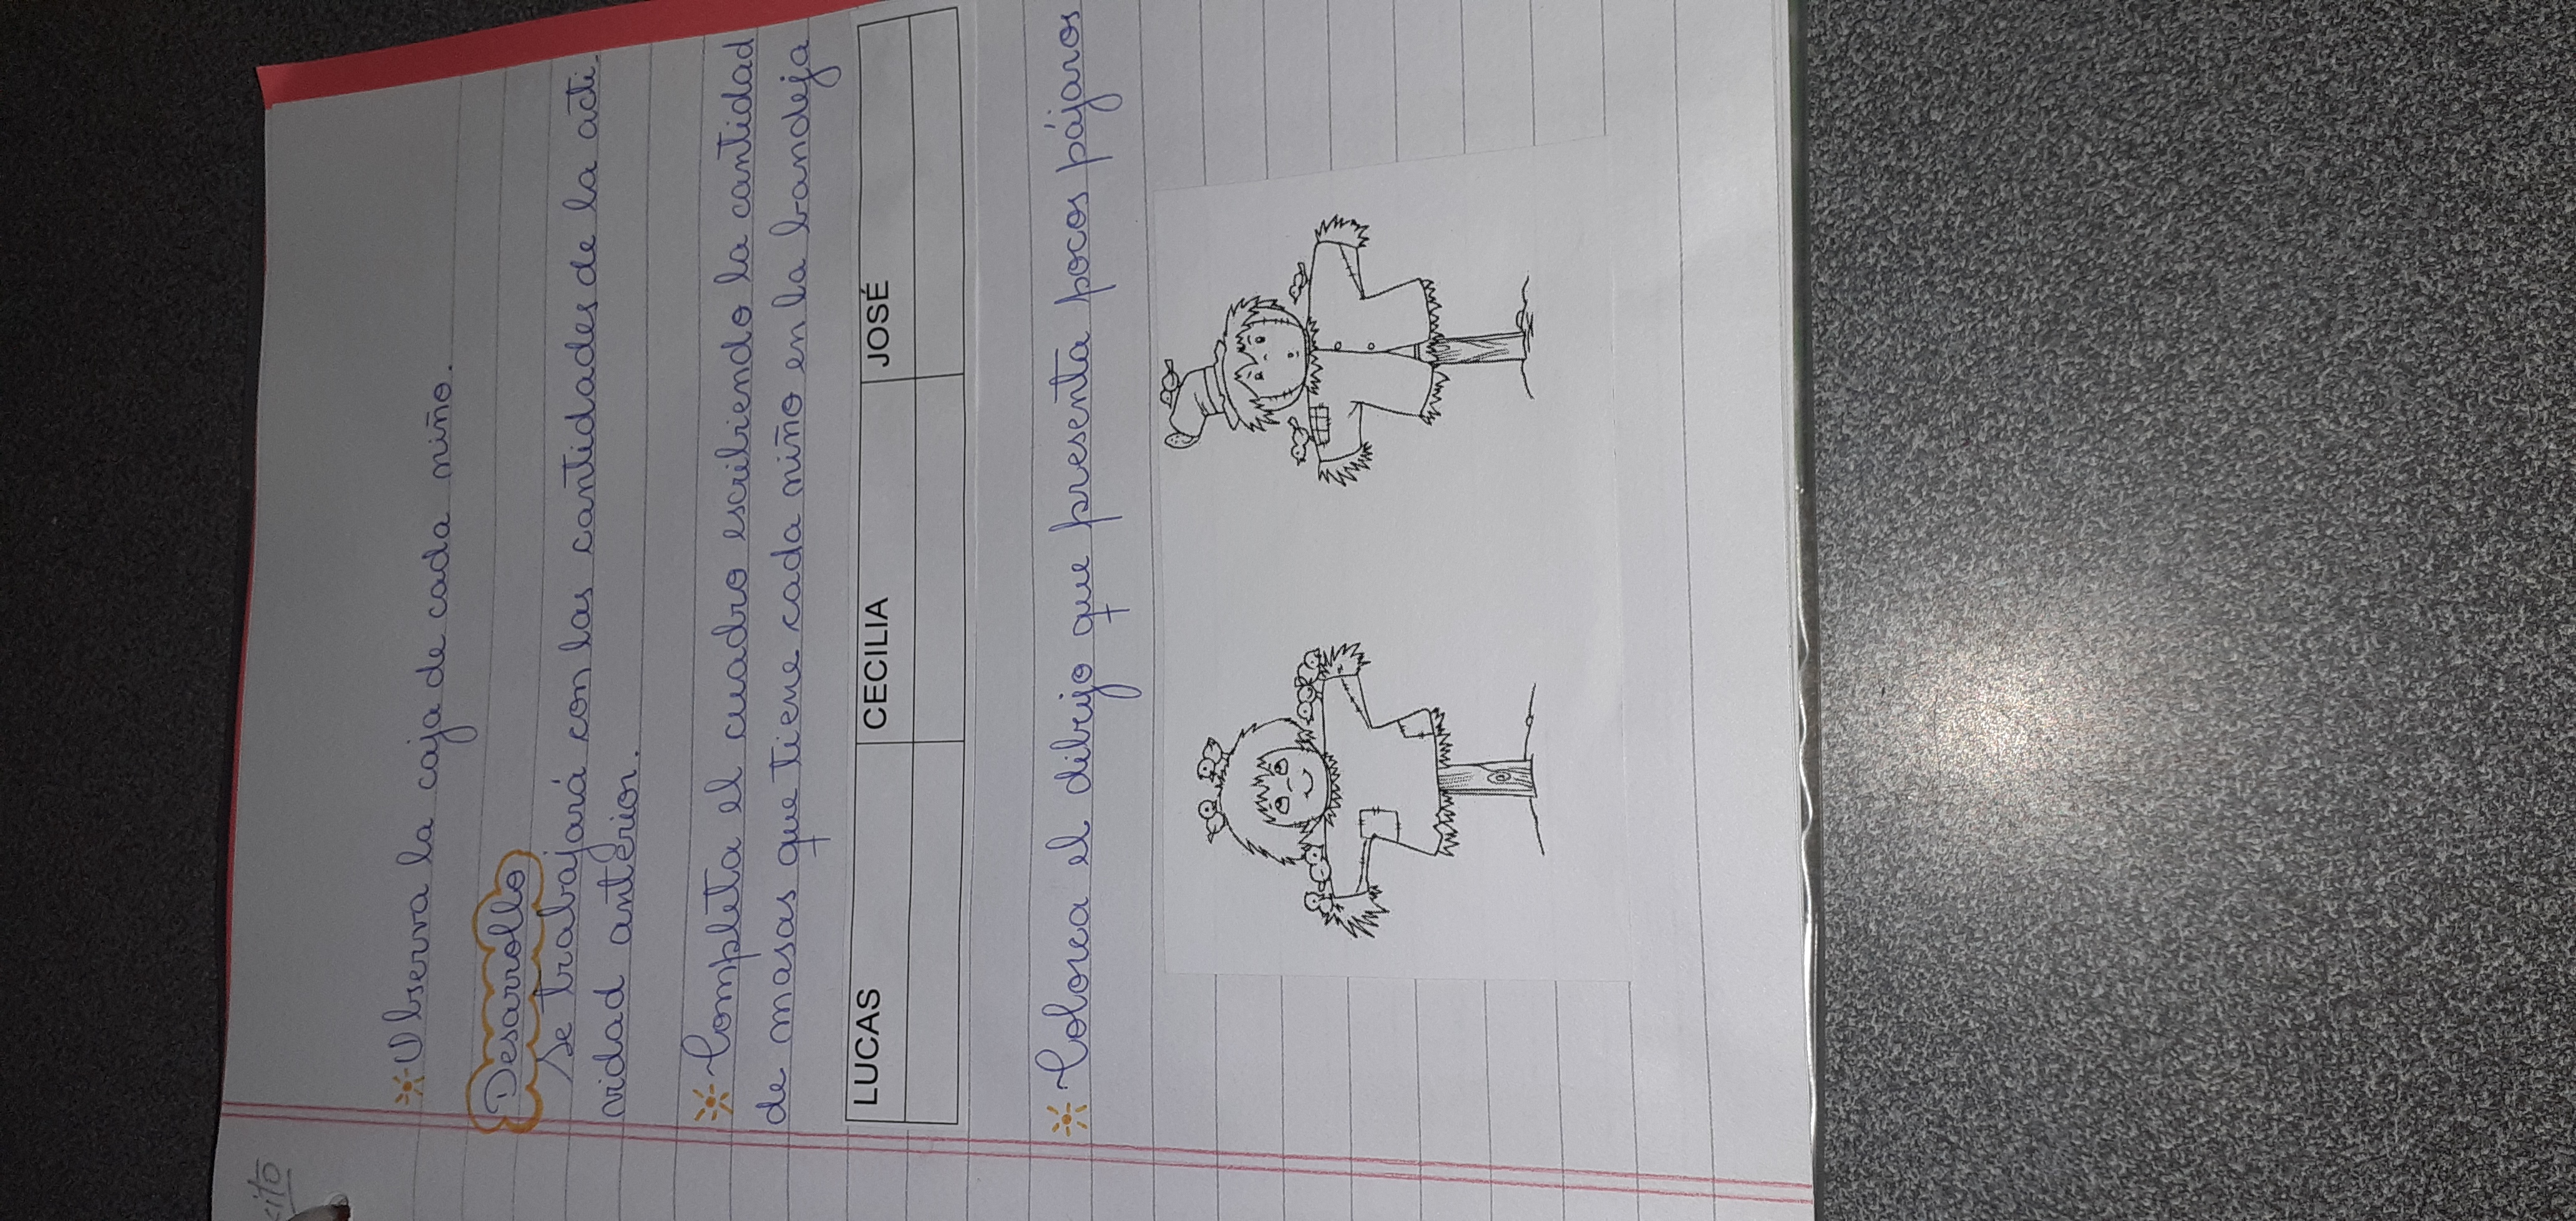 cito
Observa la caja de cada niño.
Desarrollo
Se trabajará con las cantidades de la acti-
vidad anterior.
Completa el cuadro escribiendo la cantidad
de masas que tiene cada niño en la bandeja
LUCAS CECILIA JOSÉ
Colorea el dibujo que presenta pocos pájaros